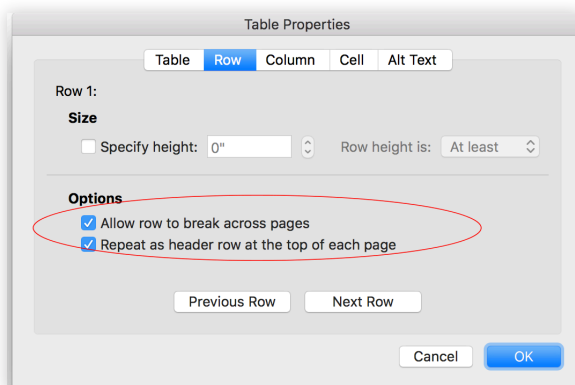 Table Properties
Table Row Column Cell Alt Text
Row 1:
Size
Specify height: 0" Row height is: At least
Options
Allow row to break across pages
Repeat as header row at the top of each page
Previous Row Next Row
Cancel OK